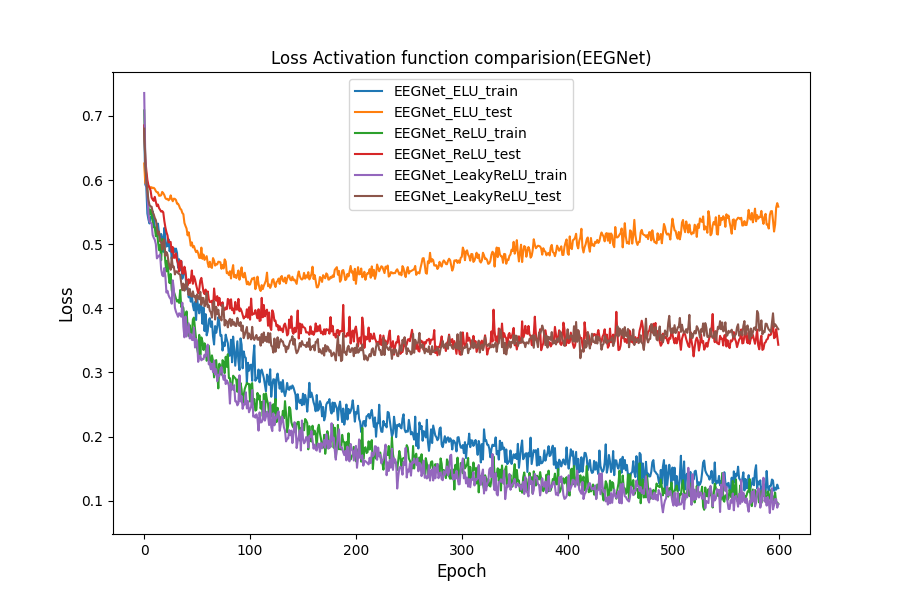 Loss Activation function comparision(EEGNet)
EEGNet_ELU_train
EEGNet_ELU_test
EEGNet_ReLU_train
EEGNet_ReLU_test
EEGNet_LeakyReLU_train
EEGNet_LeakyReLU_test
Loss
0.7
0.6
0.5
0.4
0.3
0.2
0.1
0 100 200 300 400 500 600
Epoch